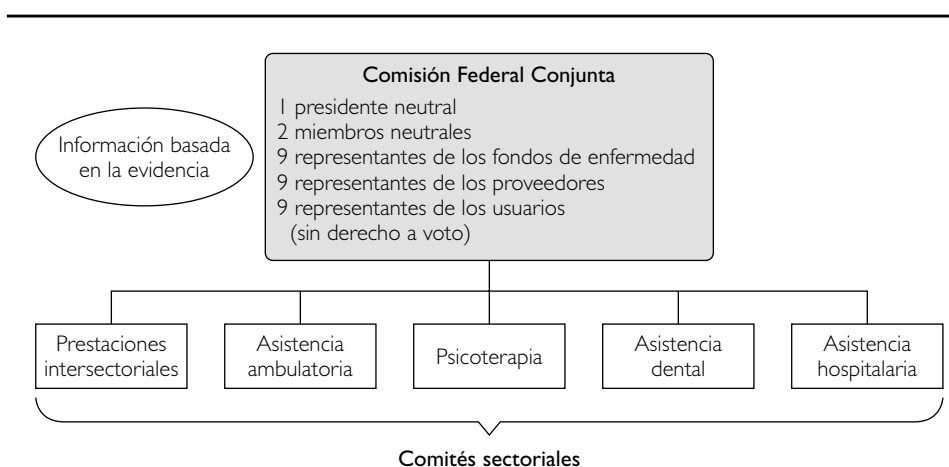 Comisión Federal Conjunta
1 presidente neutral
2 miembros neutrales
9 representantes de los fondos de enfermedad
9 representantes de los proveedores
9 representantes de los usuarios
(sin derecho a voto)
Información basada
en la evidencia
Prestaciones
intersectoriales
Asistencia
ambulatoria
Psicoterapia
Asistencia
dental
Asistencia
hospitalaria
Comités sectoriales